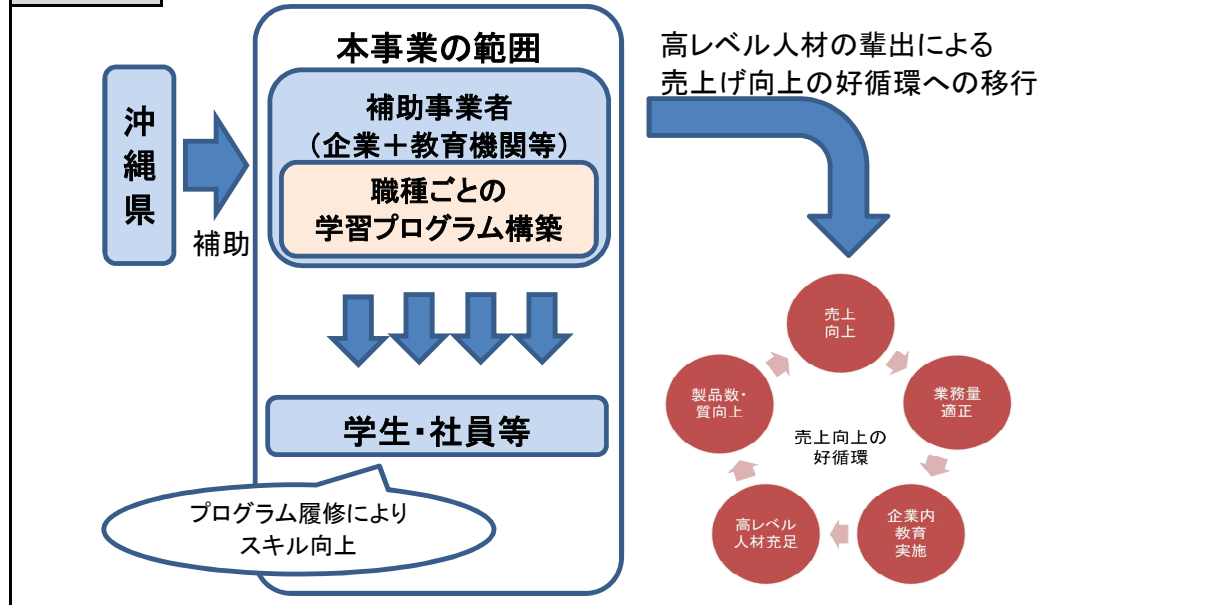 本事業の範囲
沖
縄
県
補助
補助事業者
（企業＋教育機関等）
職種ごとの
学習プログラム構築
学生・社員等
プログラム履修により
スキル向上
高レベル人材の輩出による
売上げ向上の好循環への移行
売上
向上
業務量
適正
企業内
教育
実施
高レベル
人材充足
製品数・
質向上
売上向上の
好循環